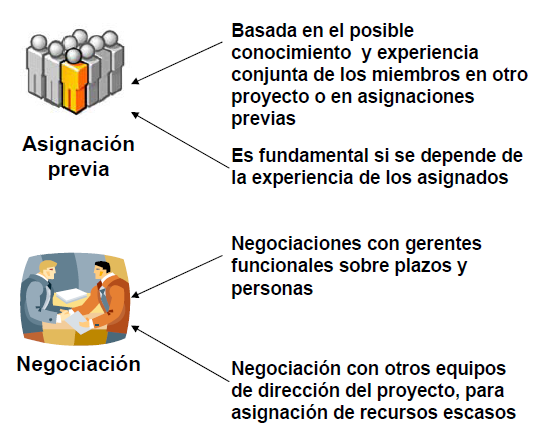 Basada en el posible
conocimiento y experiencia
conjunta de los miembros en otro
proyecto o en asignaciones
previas
Asignación
previa
Es fundamental si se depende de
la experiencia de los asignados
Negociaciones con gerentes
funcionales sobre plazos y
personas
Negociación
Negociación con otros equipos
de dirección del proyecto, para
asignación de recursos escasos